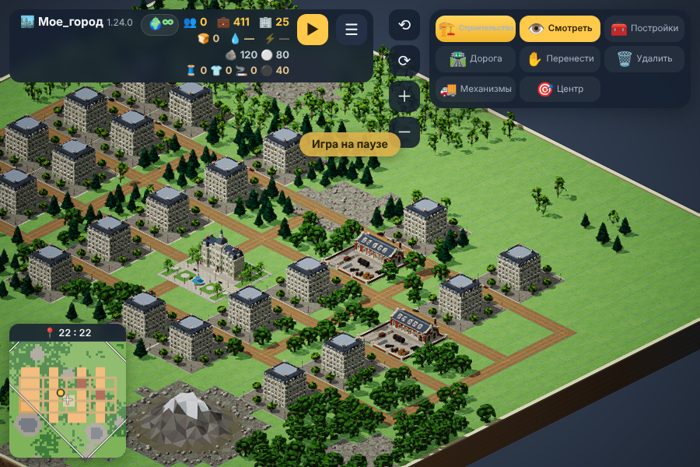 Мое_город 1.24.0
∞ 0 411 25
0 — —
120 80
0 0 0 40
Строительство
Смотреть
Постройки
Дорога
Перенести
Удалить
Механизмы
Центр
Игра на паузе
22 : 22